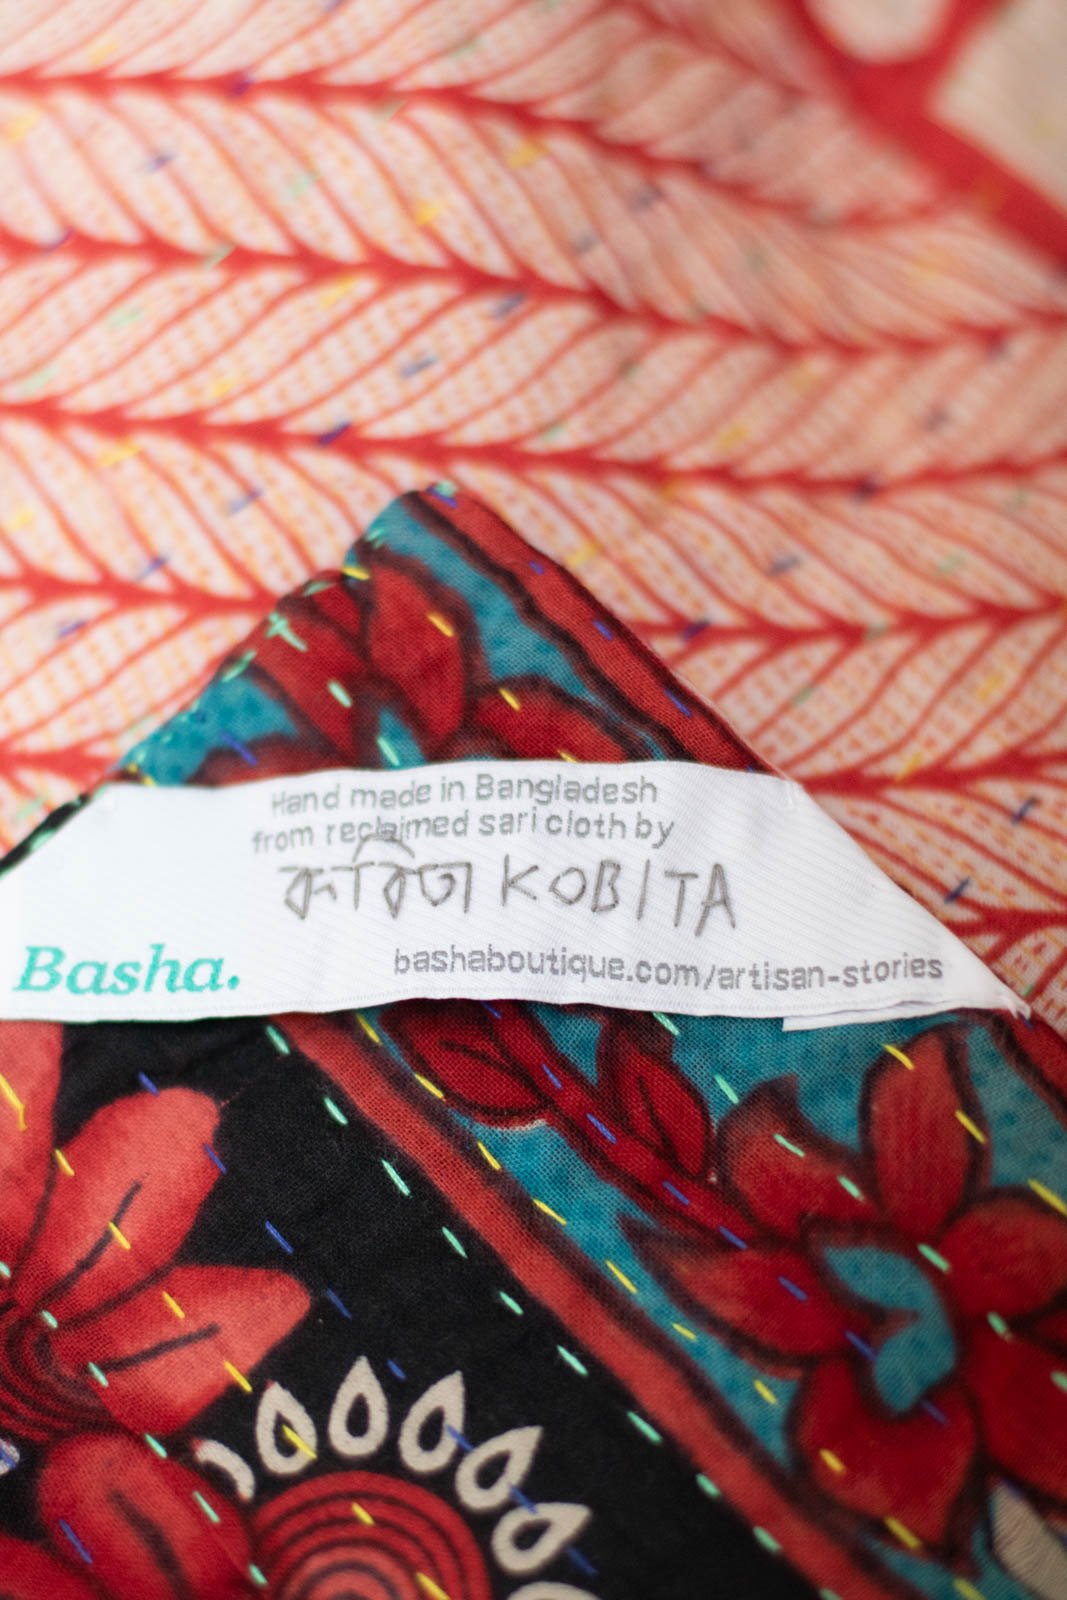 Hand made in Bangladesh
from reclaimed sari cloth by
কবিতা KOBITA
Basha.
bashaboutique.com/artisan-stories